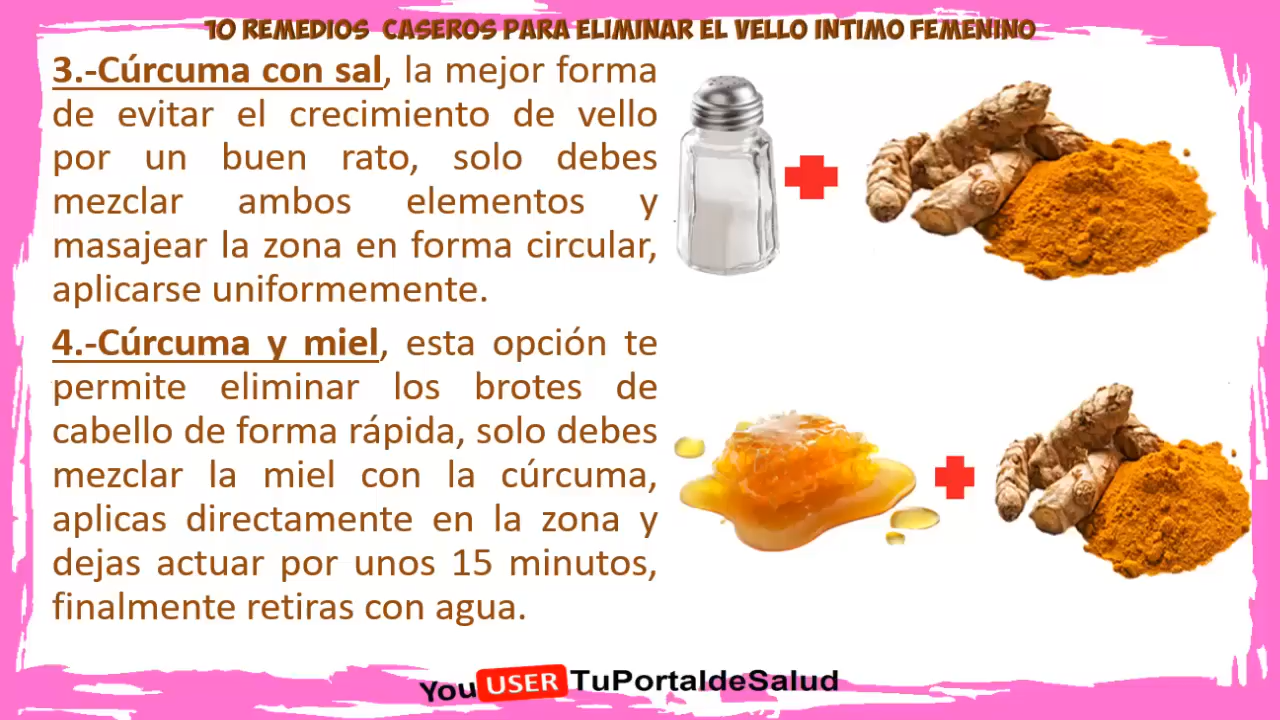 10 REMEDIOS CASEROS PARA ELIMINAR EL VELLO INTIMO FEMENINO
3.-Cúrcuma con sal, la mejor forma
de evitar el crecimiento de vello
por un buen rato, solo debes
mezclar ambos elementos y
masajear la zona en forma circular,
aplicarse uniformemente.
4.-Cúrcuma y miel, esta opción te
permite eliminar los brotes de
cabello de forma rápida, solo debes
mezclar la miel con la cúrcuma,
aplicas directamente en la zona y
dejas actuar por unos 15 minutos,
finalmente retiras con agua.
You USER TuPortaldeSalud